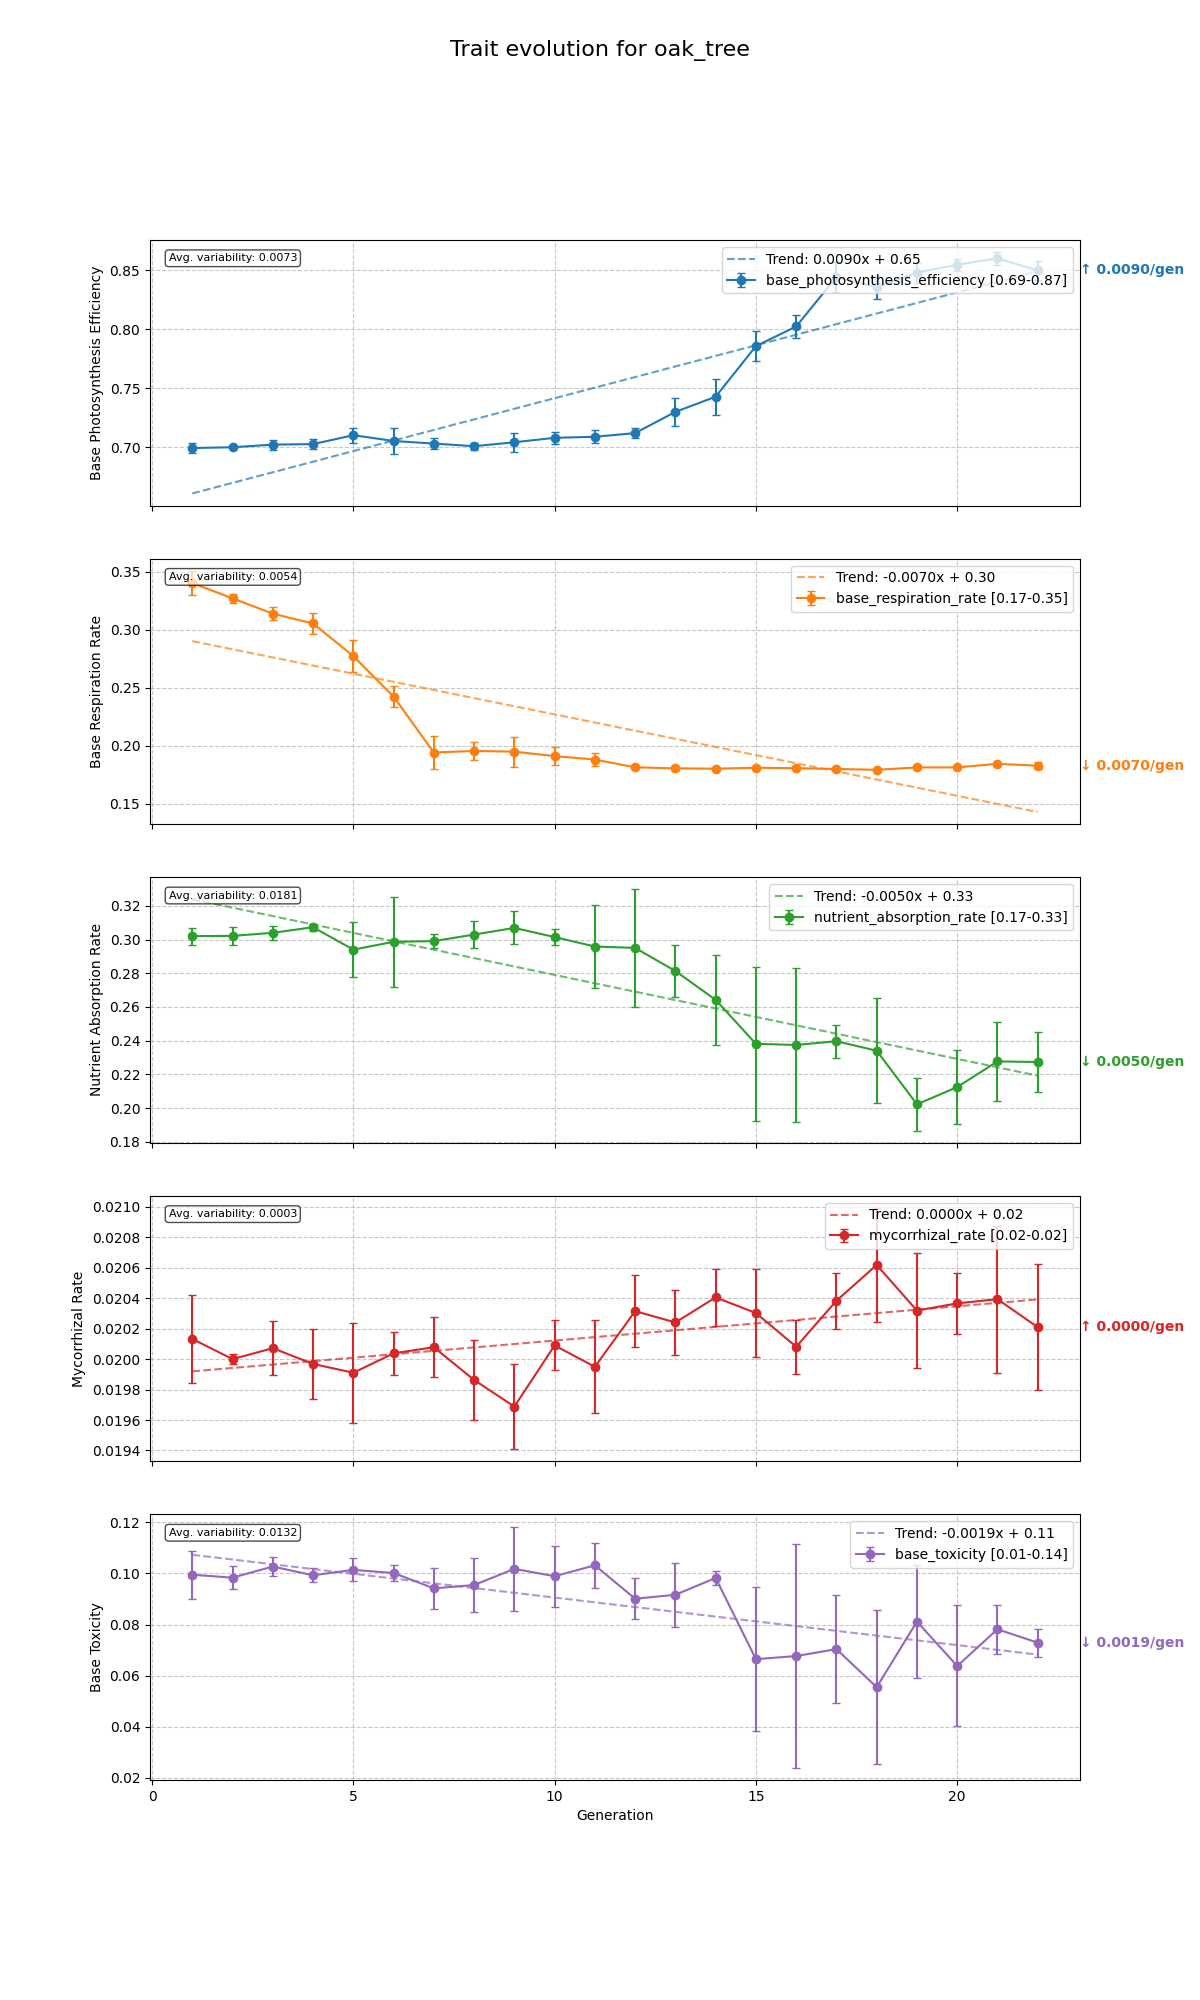 Trait evolution for oak_tree
Avg. variability: 0.0073
Trend: 0.0090x + 0.65
base_photosynthesis_efficiency [0.69-0.87]
↑ 0.0090/gen
Base Photosynthesis Efficiency
0.85
0.80
0.75
0.70
Avg. variability: 0.0054
Trend: -0.0070x + 0.30
base_respiration_rate [0.17-0.35]
↓ 0.0070/gen
Base Respiration Rate
0.35
0.30
0.25
0.20
0.15
Avg. variability: 0.0181
Trend: -0.0050x + 0.33
nutrient_absorption_rate [0.17-0.33]
↓ 0.0050/gen
Nutrient Absorption Rate
0.32
0.30
0.28
0.26
0.24
0.22
0.20
0.18
Avg. variability: 0.0003
Trend: 0.0000x + 0.02
mycorrhizal_rate [0.02-0.02]
↑ 0.0000/gen
Mycorrhizal Rate
0.0210
0.0208
0.0206
0.0204
0.0202
0.0200
0.0198
0.0196
0.0194
Avg. variability: 0.0132
Trend: -0.0019x + 0.11
base_toxicity [0.01-0.14]
↓ 0.0019/gen
Base Toxicity
0.12
0.10
0.08
0.06
0.04
0.02
0
5
10
15
20
Generation